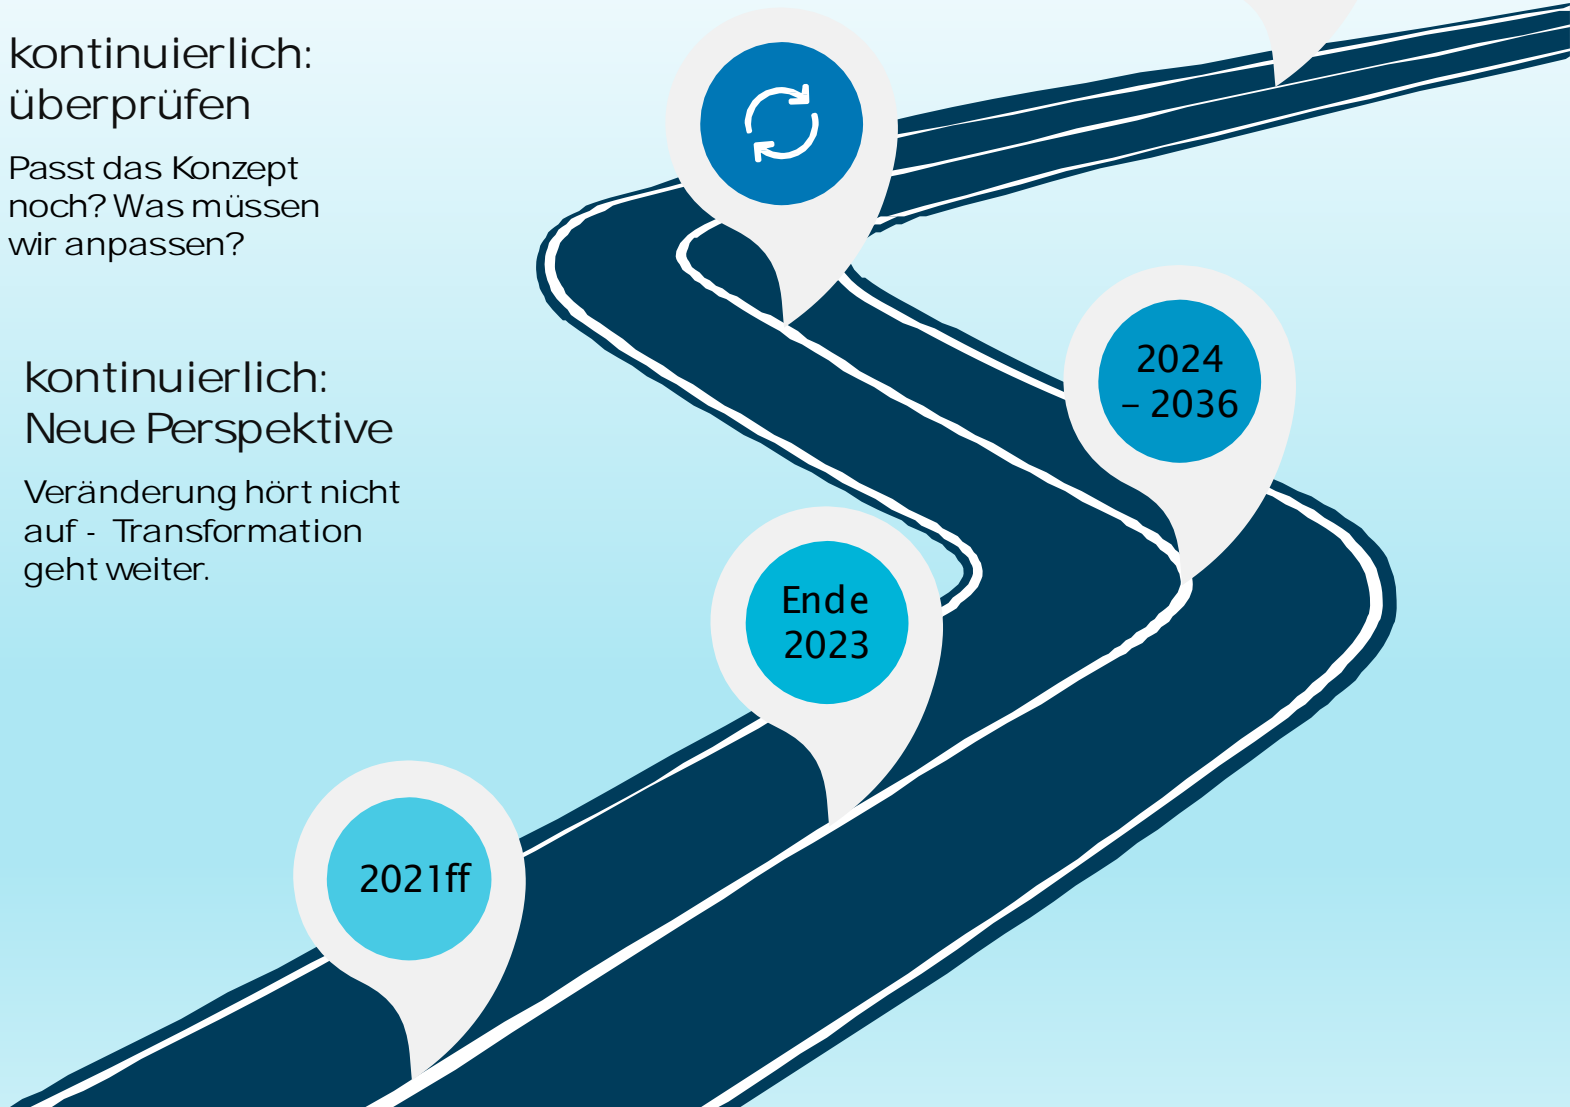 kontinuierlich:
überprüfen
Passt das Konzept
noch? Was müssen
wir anpassen?
kontinuierlich:
Neue Perspektive
Veränderung hört nicht
auf - Transformation
geht weiter.
2024
– 2036
Ende
2023
2021ff